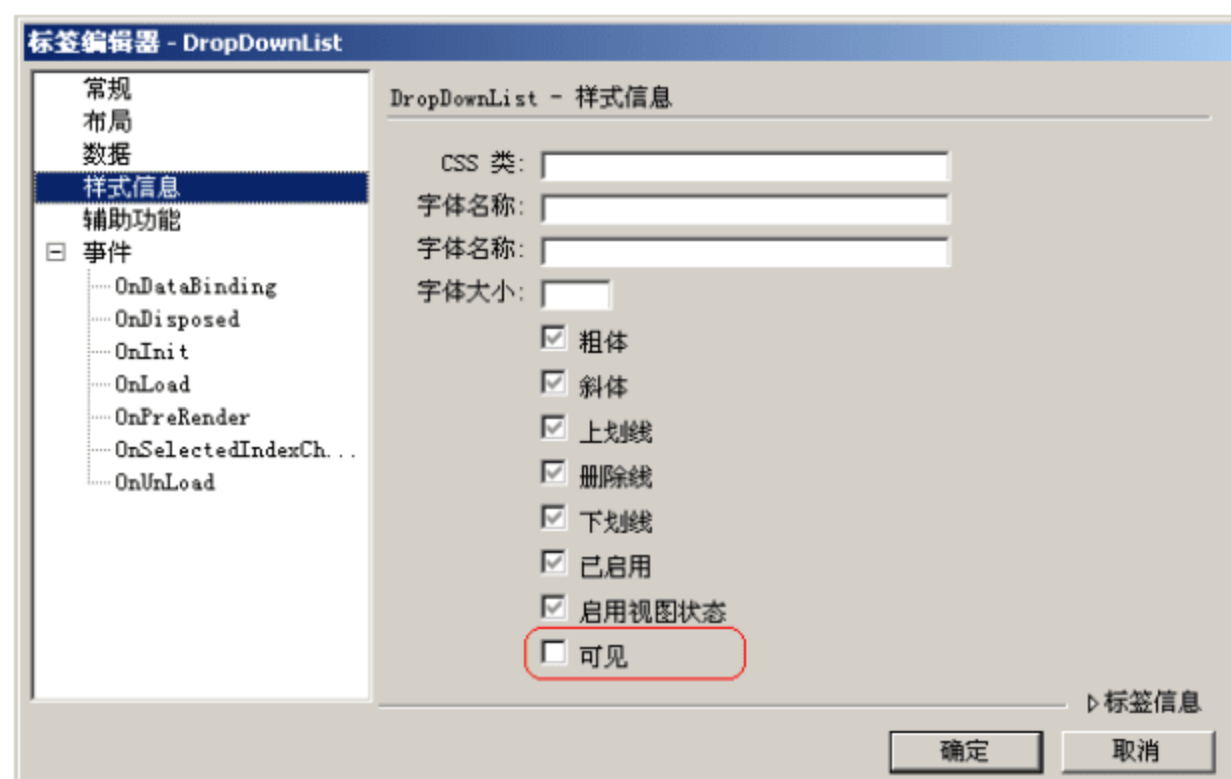 标签编辑器 - DropDownList
常规
布局
数据
样式信息
辅助功能
事件
OnDataBinding
OnDisposed
OnInit
OnLoad
OnPreRender
OnSelectedIndexCh...
OnUnLoad
DropDownList - 样式信息
CSS 类:
字体名称:
字体名称:
字体大小:
粗体
斜体
上划线
删除线
下划线
已启用
启用视图状态
可见
标签信息
确定
取消